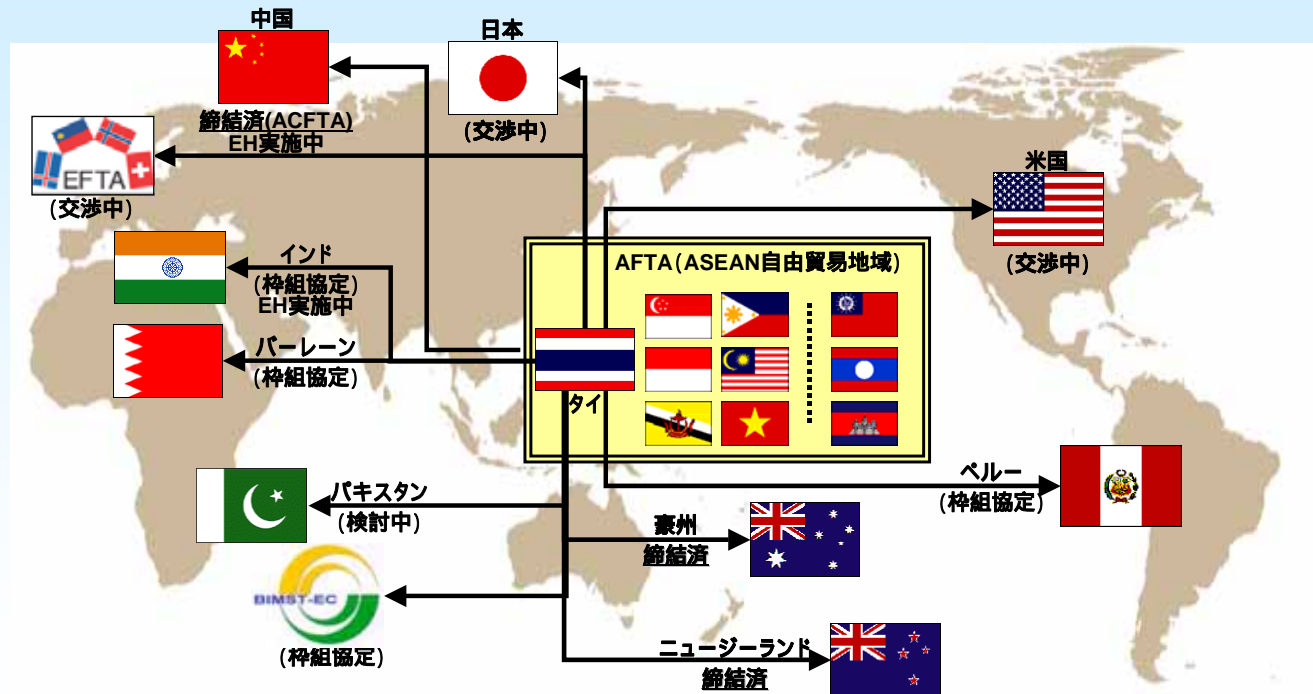 中国
締結済(ACFTA)
EH実施中
日本
(交渉中)
EFTA
(交渉中)
米国
(交渉中)
インド
(枠組協定)
EH実施中
バーレーン
(枠組協定)
AFTA(ASEAN自由貿易地域)
タイ
パキスタン
(検討中)
ペルー
(枠組協定)
豪州
締結済
BIMST-EC
(枠組協定)
ニュージーランド
締結済